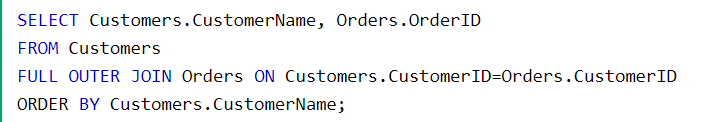 SELECT Customers.CustomerName, Orders.OrderID
FROM Customers
FULL OUTER JOIN Orders ON Customers.CustomerID=Orders.CustomerID
ORDER BY Customers.CustomerName;